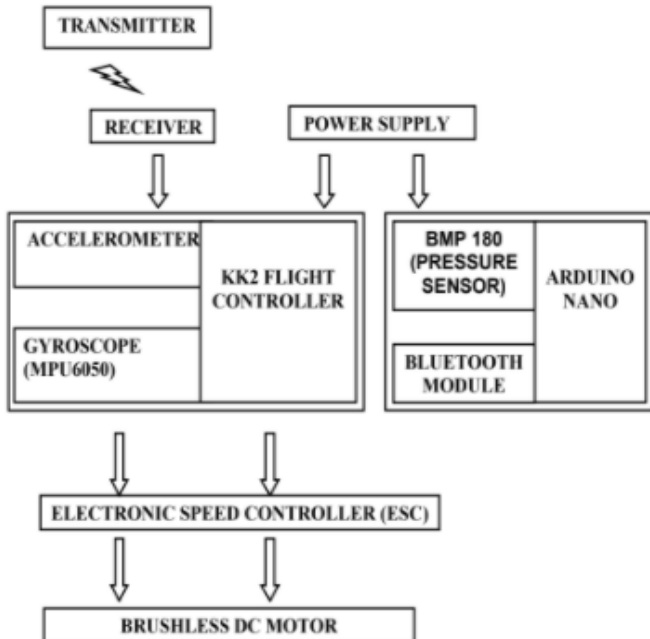 TRANSMITTER
RECEIVER
POWER SUPPLY
ACCELEROMETER
KK2 FLIGHT
CONTROLLER
GYROSCOPE
(MPU6050)
BMP 180
(PRESSURE
SENSOR)
ARDUINO
NANO
BLUETOOTH
MODULE
ELECTRONIC SPEED CONTROLLER (ESC)
BRUSHLESS DC MOTOR